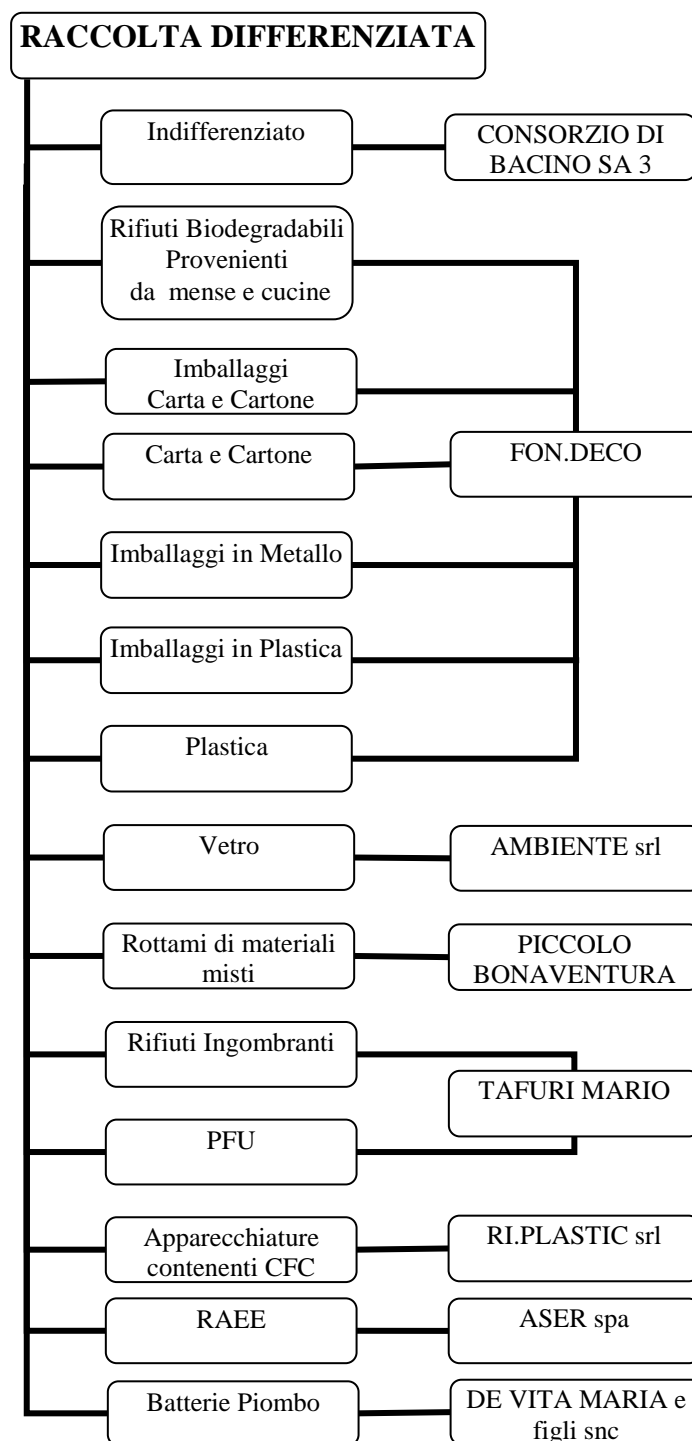 RACCOLTA DIFFERENZIATA
Indifferenziato
CONSORZIO DI
BACINO SA 3
Rifiuti Biodegradabili
Provenienti
da mense e cucine
Imballaggi
Carta e Cartone
Carta e Cartone
FON.DECO
Imballaggi in Metallo
Imballaggi in Plastica
Plastica
Vetro
AMBIENTE srl
Rottami di materiali
misti
PICCOLO
BONAVENTURA
Rifiuti Ingombranti
TAFURI MARIO
PFU
Apparecchiature
contenenti CFC
RI.PLASTIC srl
RAEE
ASER spa
Batterie Piombo
DE VITA MARIA e
figli snc